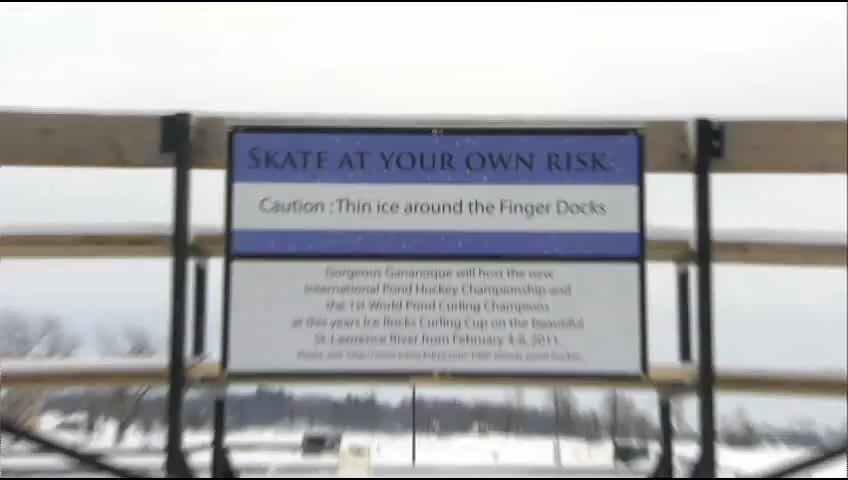 SKATE AT YOUR OWN RISK.
Caution : Thin ice around the Finger Docks
Gorgeous Gananoque will host the new
International Pond Hockey Championship and
the 1st World Pond Curling Champions
at this years Ice Rocks Curling Cup on the beautiful
St. Lawrence River from February 4-8, 2011